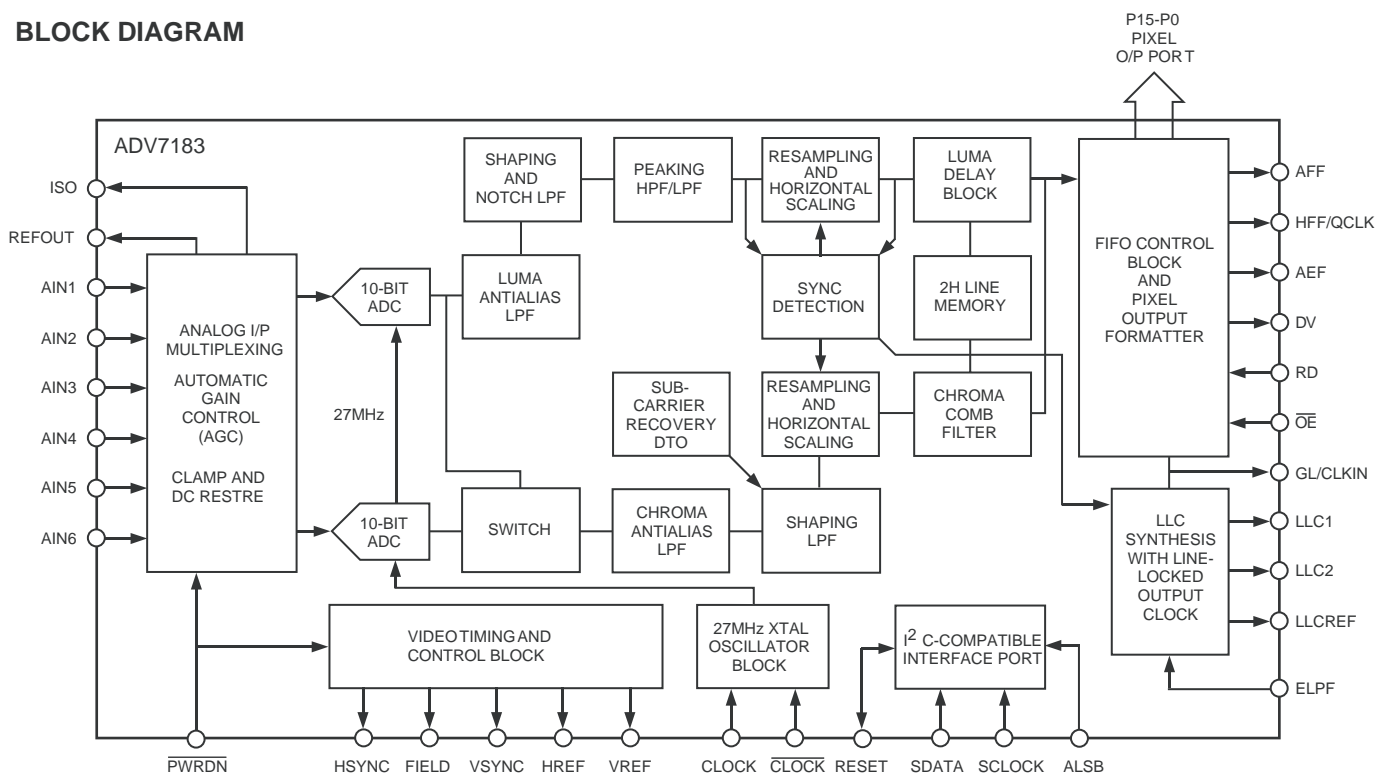 BLOCK DIAGRAM
P15-P0
PIXEL
O/P PORT
ADV7183
ISO
REFOUT
AIN1
AIN2
AIN3
AIN4
AIN5
AIN6
ANALOG I/P
MULTIPLEXING
AUTOMATIC
GAIN
CONTROL
(AGC)
CLAMP AND
DC RESTRE
10-BIT
ADC
27MHz
10-BIT
ADC
SHAPING
AND
NOTCH LPF
LUMA
ANTIALIAS
LPF
PEAKING
HPF/LPF
RESAMPLING
AND
HORIZONTAL
SCALING
LUMA
DELAY
BLOCK
SYNC
DETECTION
2H LINE
MEMORY
SUB-
CARRIER
RECOVERY
DTO
RESAMPLING
AND
HORIZONTAL
SCALING
CHROMA
COMB
FILTER
SWITCH
CHROMA
ANTIALIAS
LPF
SHAPING
LPF
FIFO CONTROL
BLOCK
AND
PIXEL
OUTPUT
FORMATTER
LLC
SYNTHESIS
WITH LINE-
LOCKED
OUTPUT
CLOCK
AFF
HFF/QCLK
AEF
DV
RD
OE
GL/CLKIN
LLC1
LLC2
LLCREF
ELPF
VIDEO TIMING AND
CONTROL BLOCK
27MHz XTAL
OSCILLATOR
BLOCK
I2 C-COMPATIBLE
INTERFACE PORT
PWRDN HSYNC FIELD VSYNC HREF VREF CLOCK CLOCK RESET SDATA SCLOCK ALSB